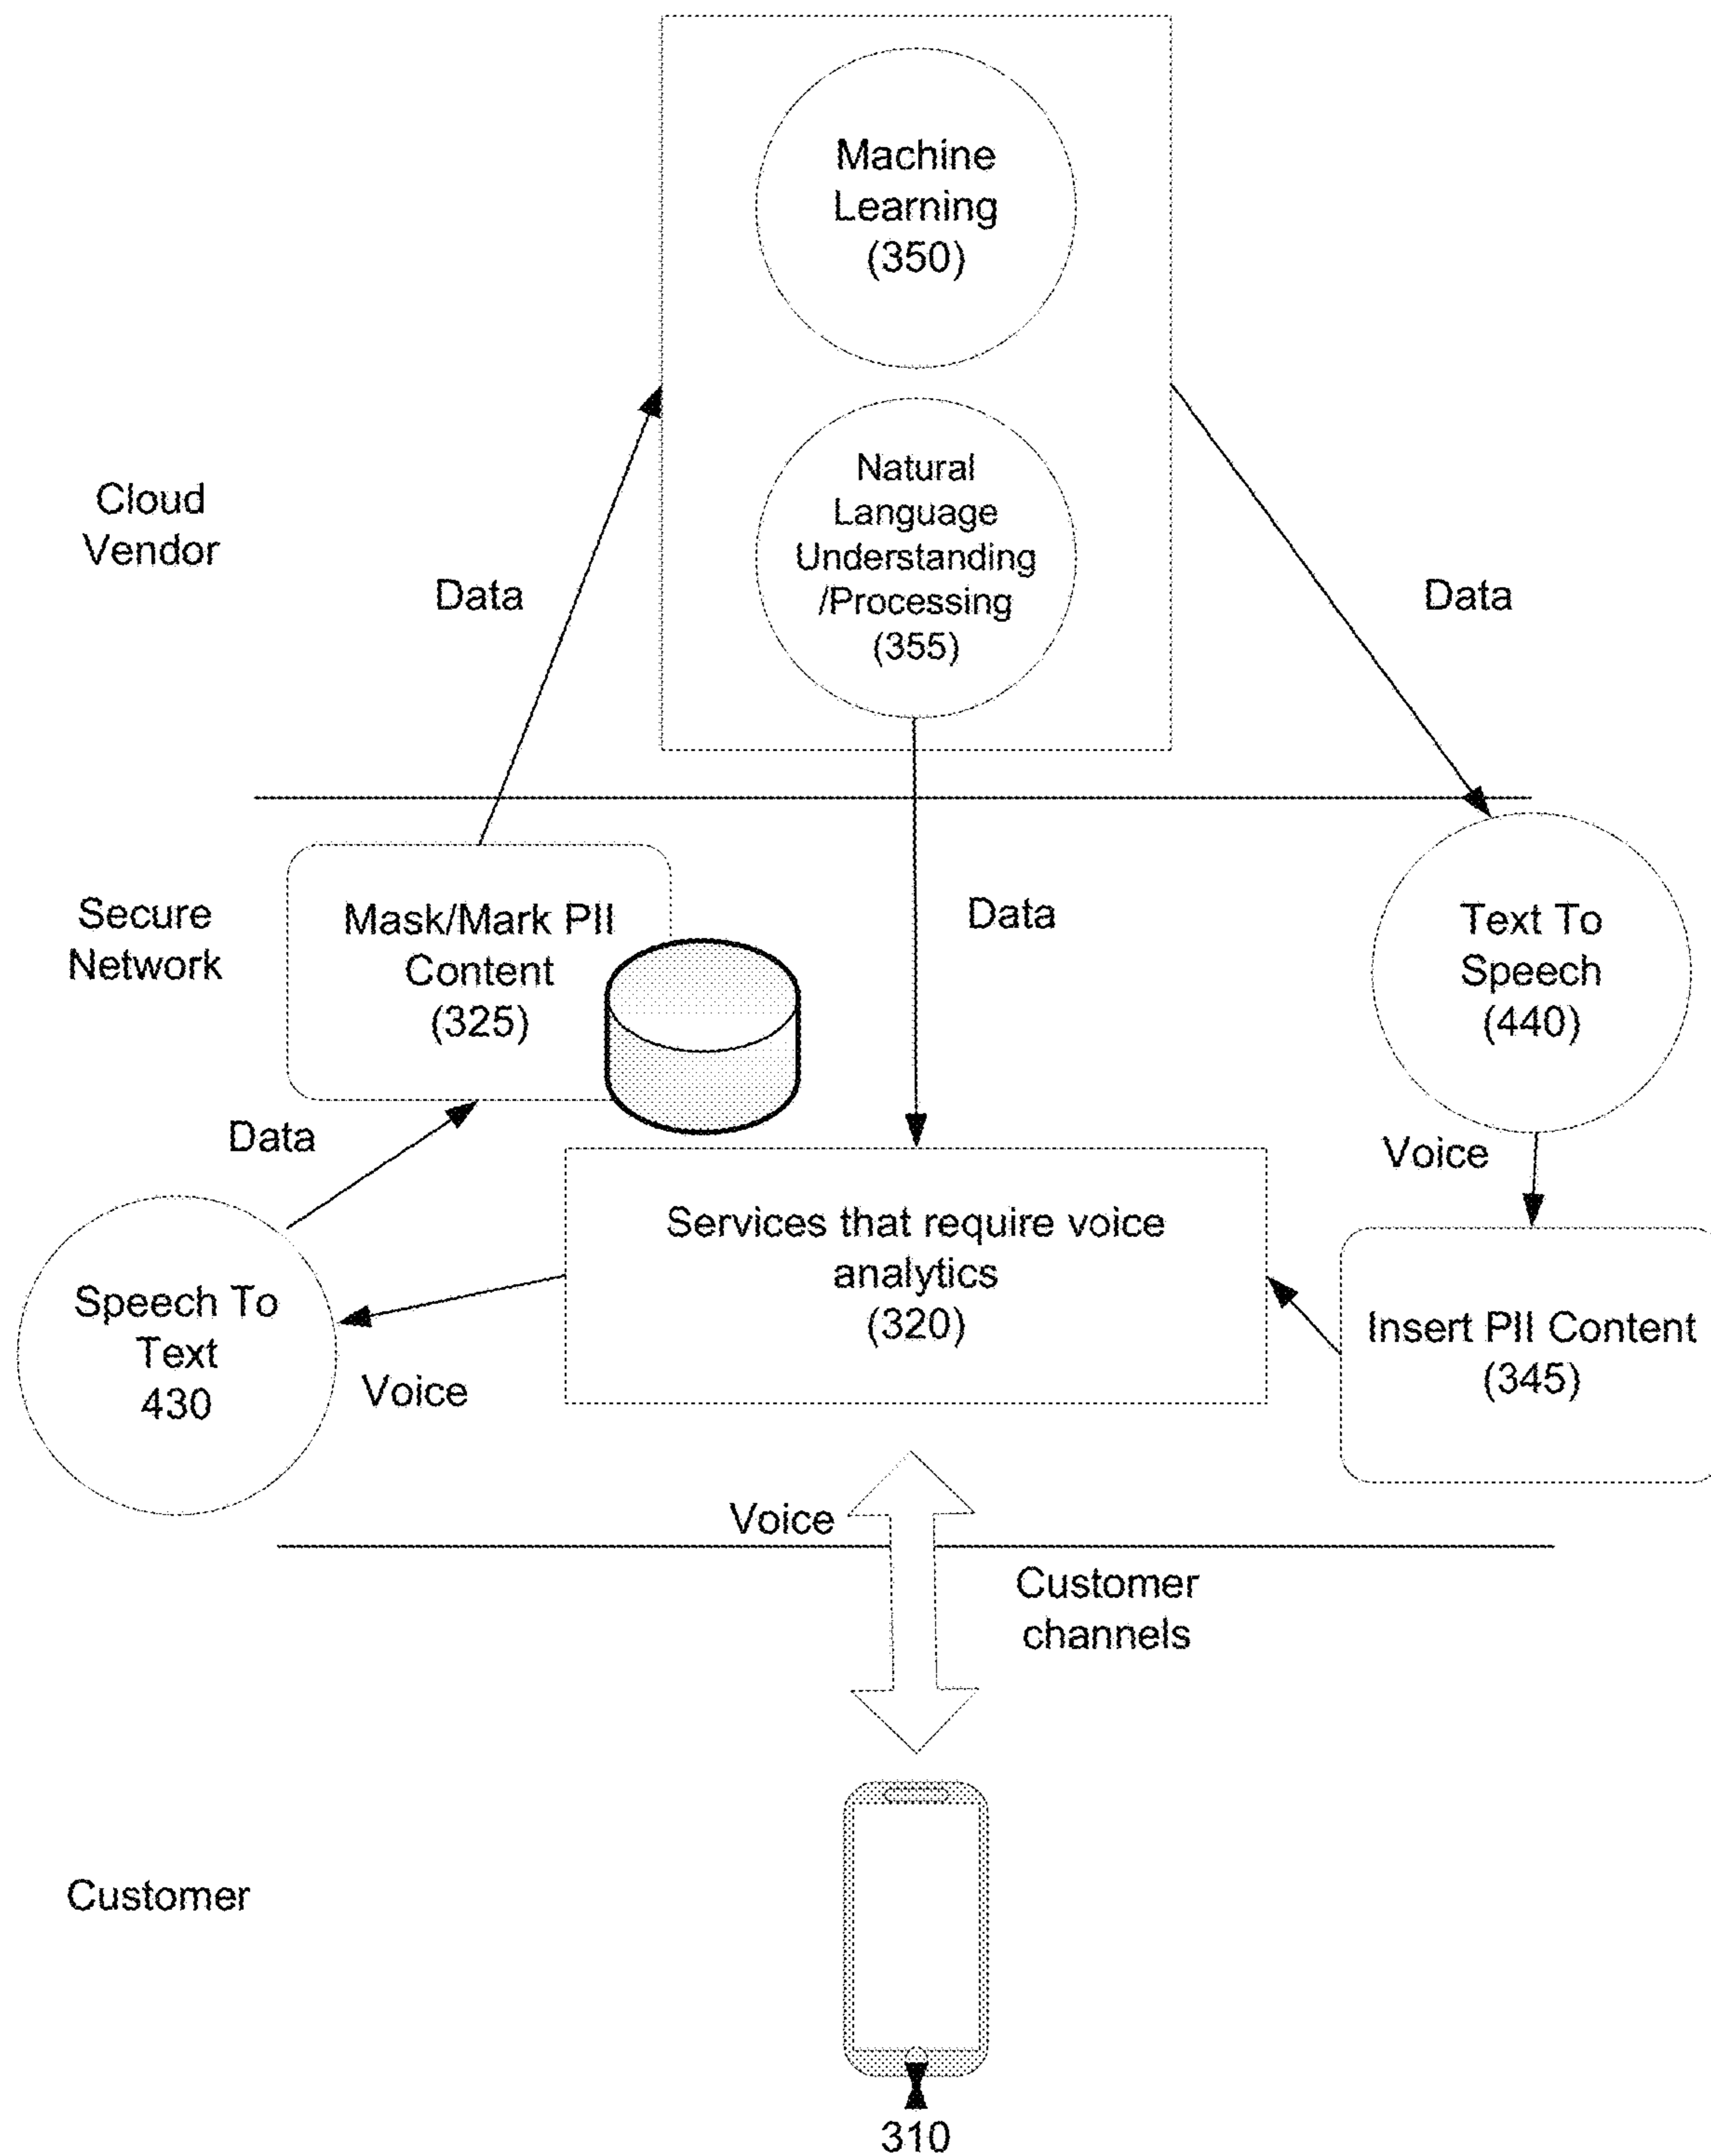 Machine
Learning
(350)
Natural
Language
Understanding
/Processing
(355)
Cloud
Vendor
Data
Data
Secure
Network
Mask/Mark PII
Content
(325)
Data
Text To
Speech
(440)
Data
Voice
Services that require voice
analytics
(320)
Speech To
Text
430
Voice
Insert PII Content
(345)
Voice
Customer
channels
Customer
310